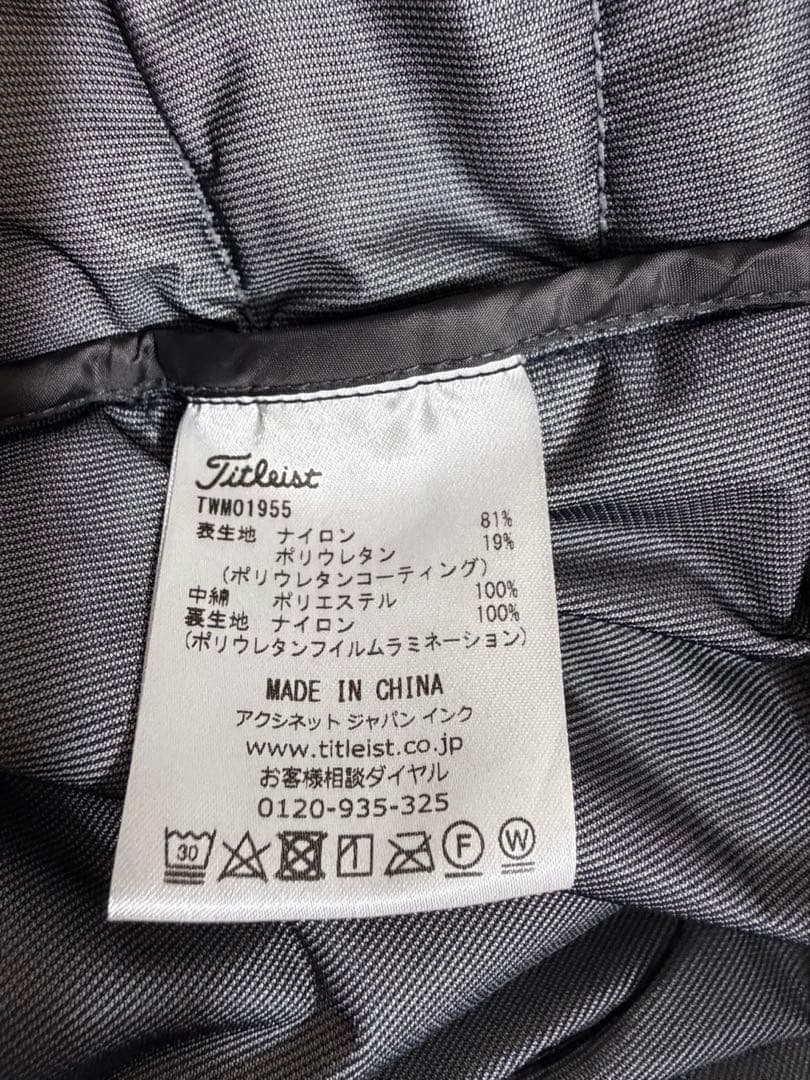 Titleist
TWM01955
表生地 ナイロン 81%
ポリウレタン 19%
(ポリウレタンコーティング)
中綿 ポリエステル 100%
裏生地 ナイロン 100%
(ポリウレタンフイルムラミネーション)
MADE IN CHINA
アクシネット ジャパン インク
www.titleist.co.jp
お客様相談ダイヤル
0120-935-325
30 F W